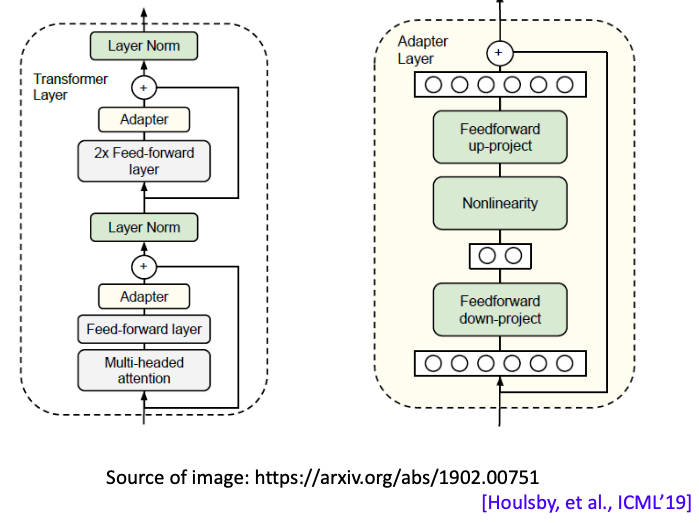 Layer Norm
Transformer
Layer
+
Adapter
2x Feed-forward
layer
Layer Norm
+
Adapter
Feed-forward layer
Multi-headed
attention
Adapter
Layer
+
Feedforward
up-project
Nonlinearity
Feedforward
down-project
Source of image: https://arxiv.org/abs/1902.00751
[Houlsby, et al., ICML'19]